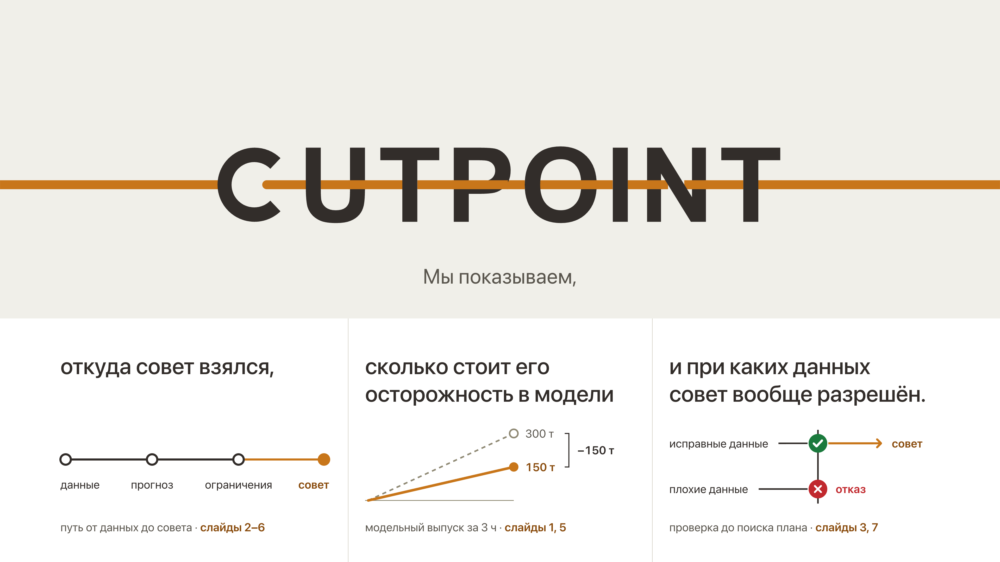 CUTPOINT
Мы показываем,
откуда совет взялся,
данные
прогноз
ограничения
совет
путь от данных до совета · слайды 2–6
сколько стоит его
осторожность в модели
300 т
–150 т
150 т
модельный выпуск за 3 ч · слайды 1, 5
и при каких данных
совет вообще разрешён.
исправные данные
совет
плохие данные
отказ
проверка до поиска плана · слайды 3, 7